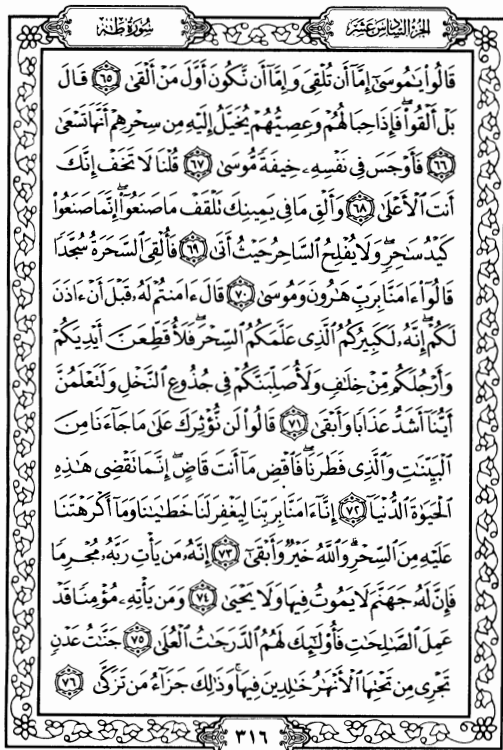 الجزء السادس عشر
سورة طه
قَالُوا۟ يَـٰمُوسَىٰٓ إِمَّآ أَن تُلْقِىَ وَإِمَّآ أَن نَّكُونَ أَوَّلَ مَنْ أَلْقَىٰ ٦٥ قَالَ
بَلْ أَلْقُوا۟ۖ فَإِذَا حِبَالُهُمْ وَعِصِيُّهُمْ يُخَيَّلُ إِلَيْهِ مِن سِحْرِهِمْ أَنَّهَا تَسْعَىٰ
٦٦ فَأَوْجَسَ فِى نَفْسِهِۦ خِيفَةً مُّوسَىٰ ٦٧ قُلْنَا لَا تَخَفْ إِنَّكَ
أَنتَ ٱلْأَعْلَىٰ ٦٨ وَأَلْقِ مَا فِى يَمِينِكَ تَلْقَفْ مَا صَنَعُوٓا۟ۖ إِنَّمَا صَنَعُوا۟
كَيْدُ سَـٰحِرٍۖ وَلَا يُفْلِحُ ٱلسَّاحِرُ حَيْثُ أَتَىٰ ٦٩ فَأُلْقِىَ ٱلسَّحَرَةُ سُجَّدًا
قَالُوٓا۟ ءَامَنَّا بِرَبِّ هَـٰرُونَ وَمُوسَىٰ ٧٠ قَالَ ءَامَنتُمْ لَهُۥ قَبْلَ أَنْ ءَاذَنَ
لَكُمْۖ إِنَّهُۥ لَكَبِيرُكُمُ ٱلَّذِى عَلَّمَكُمُ ٱلسِّحْرَۖ فَلَأُقَطِّعَنَّ أَيْدِيَكُمْ
وَأَرْجُلَكُم مِّنْ خِلَـٰفٍ وَلَأُصَلِّبَنَّكُمْ فِى جُذُوعِ ٱلنَّخْلِ وَلَتَعْلَمُنَّ
أَيُّنَآ أَشَدُّ عَذَابًا وَأَبْقَىٰ ٧١ قَالُوا۟ لَن نُّؤْثِرَكَ عَلَىٰ مَا جَآءَنَا مِنَ
ٱلْبَيِّنَـٰتِ وَٱلَّذِى فَطَرَنَاۖ فَٱقْضِ مَآ أَنتَ قَاضٍۖ إِنَّمَا تَقْضِى هَـٰذِهِ
ٱلْحَيَوٰةَ ٱلدُّنْيَآ ٧٢ إِنَّآ ءَامَنَّا بِرَبِّنَا لِيَغْفِرَ لَنَا خَطَـٰيَـٰنَا وَمَآ أَكْرَهْتَنَا
عَلَيْهِ مِنَ ٱلسِّحْرِۗ وَٱللَّهُ خَيْرٌ وَأَبْقَىٰٓ ٧٣ إِنَّهُۥ مَن يَأْتِ رَبَّهُۥ مُجْرِمًا
فَإِنَّ لَهُۥ جَهَنَّمَ لَا يَمُوتُ فِيهَا وَلَا يَحْيَىٰ ٧٤ وَمَن يَأْتِهِۦ مُؤْمِنًا قَدْ
عَمِلَ ٱلصَّـٰلِحَـٰتِ فَأُو۟لَـٰٓئِكَ لَهُمُ ٱلدَّرَجَـٰتُ ٱلْعُلَىٰ ٧٥ جَنَّـٰتُ عَدْنٍ
تَجْرِى مِن تَحْتِهَا ٱلْأَنْهَـٰرُ خَـٰلِدِينَ فِيهَاۚ وَذَٰلِكَ جَزَآءُ مَن تَزَكَّىٰ ٧٦
٣١٦